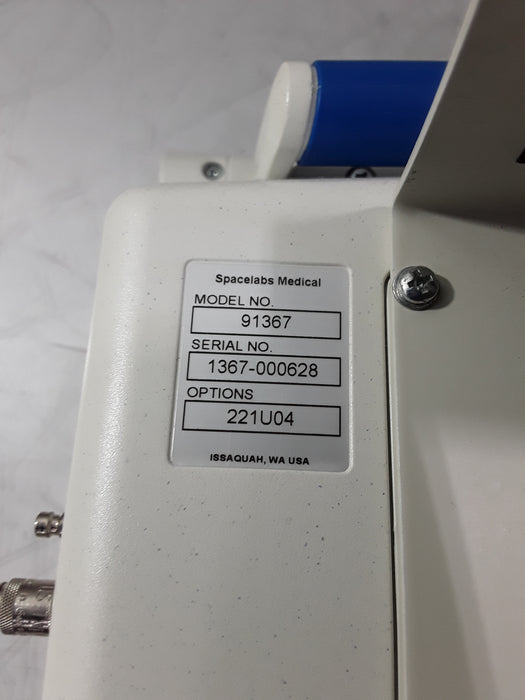 Spacelabs Medical
MODEL NO.
91367
SERIAL NO.
1367-000628
OPTIONS
221U04
ISSAQUAH, WA USA